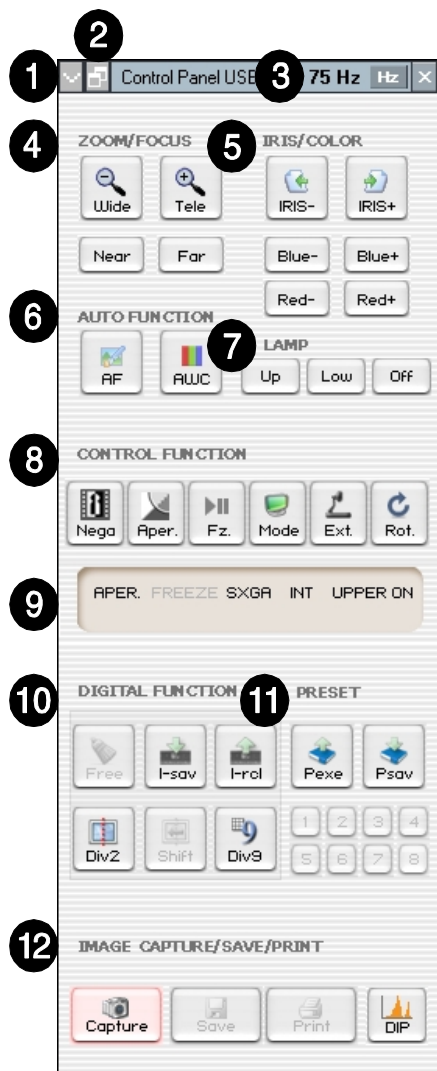 2
1 Control Panel USB 3 75 Hz Hz
4 ZOOM/FOCUS 5 IRIS/COLOR
Wide Tele IRIS- IRIS+
Near Far Blue- Blue+
Red- Red+
6 AUTO FUNCTION
7 LAMP
AF AWC Up Low Off
8 CONTROL FUNCTION
Nega Aper. Fz. Mode Ext. Rot.
9 APER. FREEZE SXGA INT UPPER ON
10 DIGITAL FUNCTION 11 PRESET
Free I-sav I-rcl Pexe Psav
1 2 3 4
Div2 Shift Div9 5 6 7 8
12 IMAGE CAPTURE/SAVE/PRINT
Capture Save Print DIP